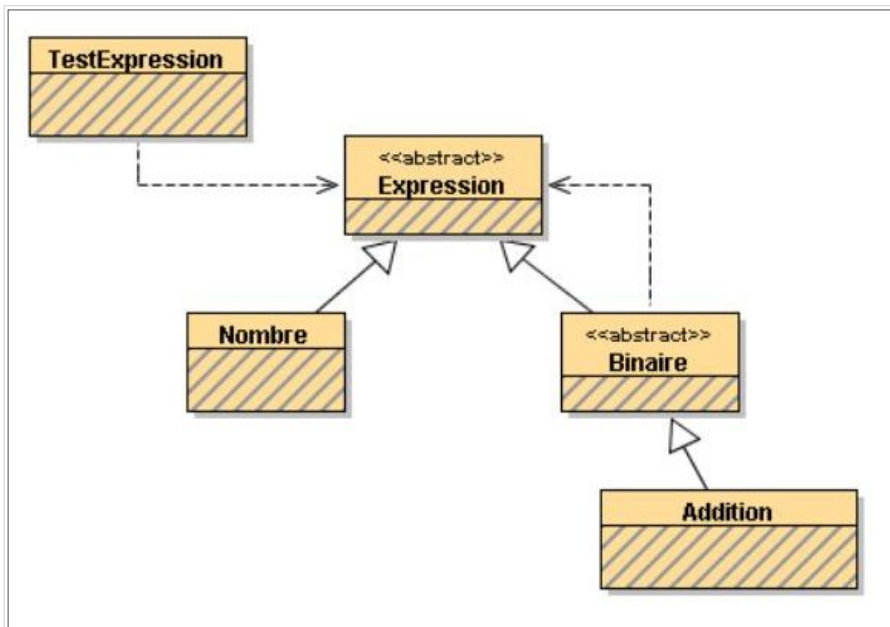 TestExpression
<<abstract>>
Expression
Nombre
<<abstract>>
Binaire
Addition